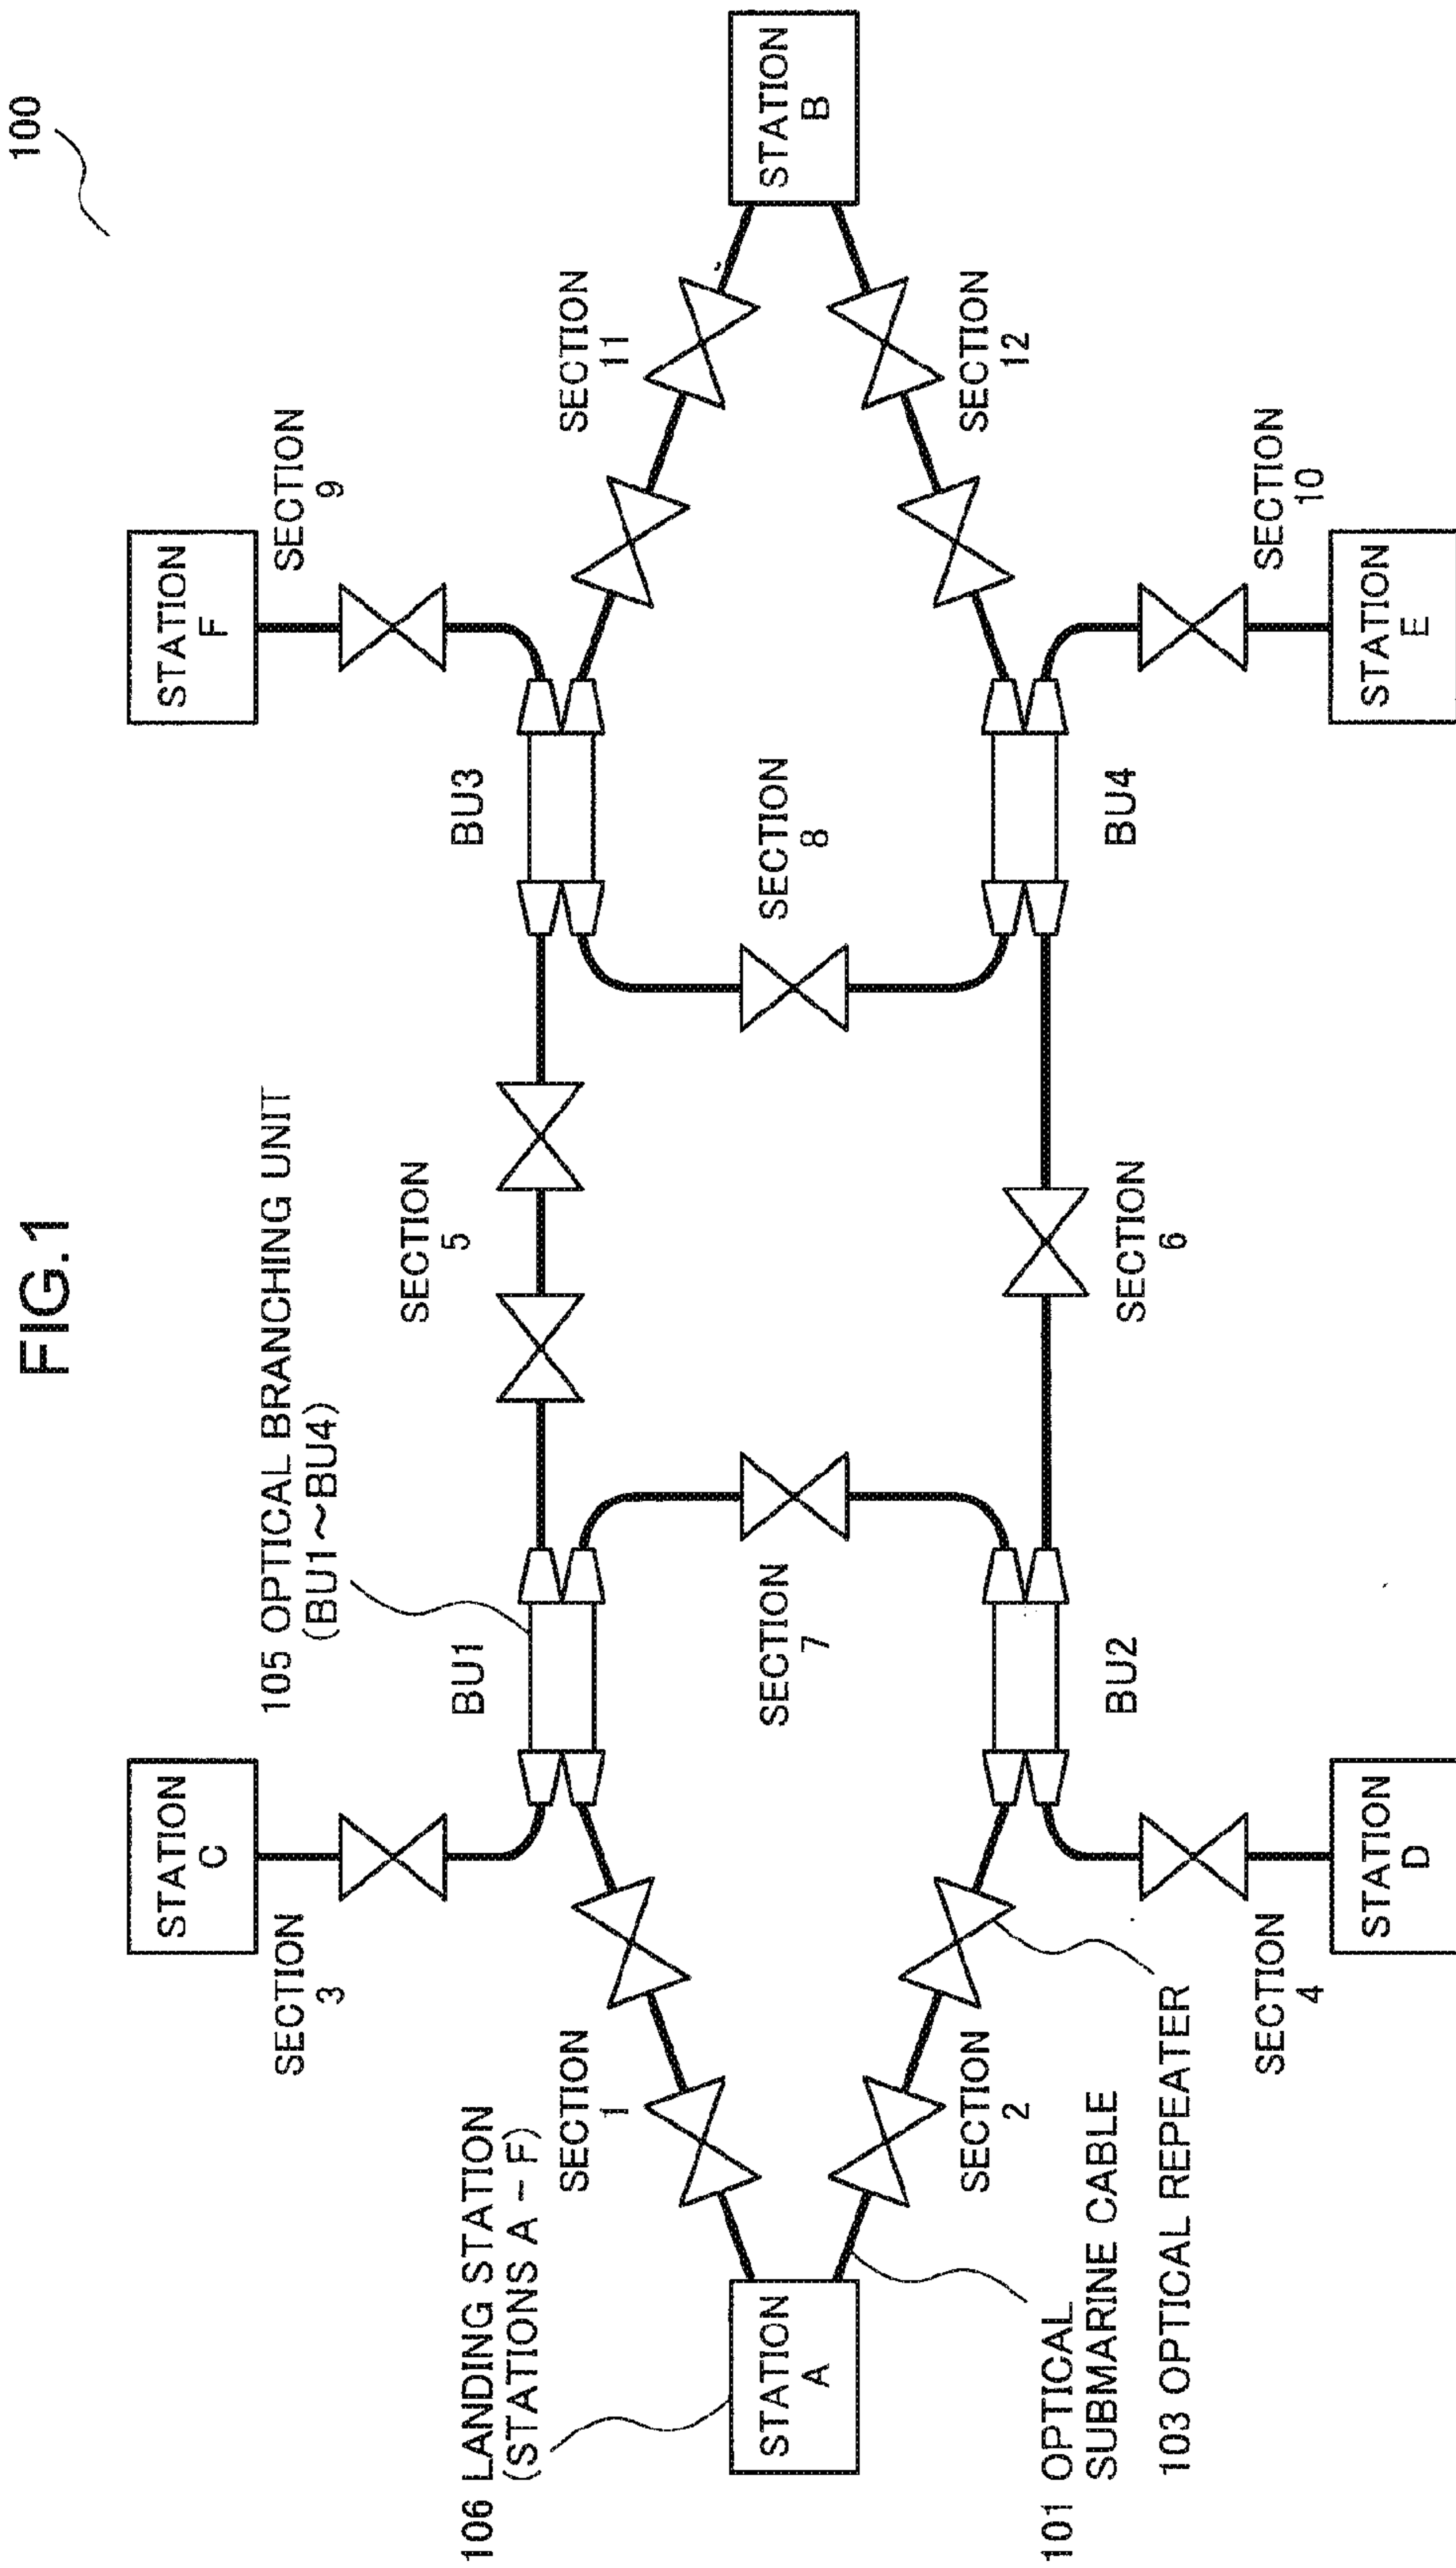 FIG.1
100
105 OPTICAL BRANCHING UNIT
(BU1~BU4)
STATION
C
STATION
F
SECTION
3
SECTION
9
BU1
SECTION
5
BU3
106 LANDING STATION
(STATIONS A – F)
SECTION
1
SECTION
11
STATION
A
SECTION
7
SECTION
8
STATION
B
SECTION
2
SECTION
12
101 OPTICAL
SUBMARINE CABLE
103 OPTICAL REPEATER
BU2
SECTION
6
BU4
SECTION
4
SECTION
10
STATION
D
STATION
E